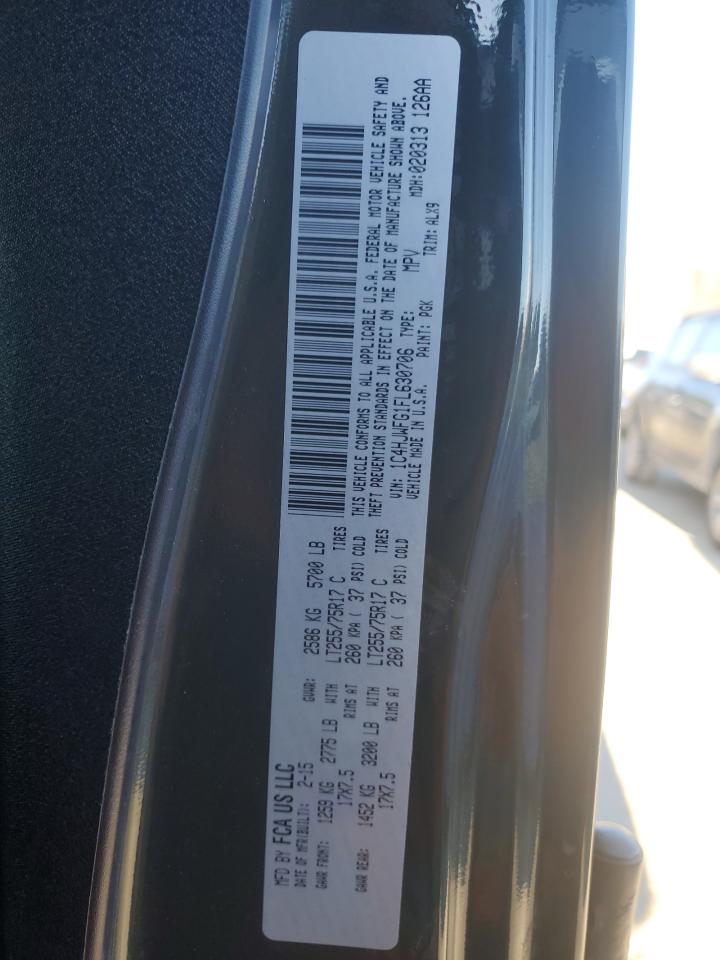 MFD BY FCA US LLC
DATE OF MFR(BUILT): 2-15 GVWR: 2586 KG 5700 LB
GAWR FRONT: 1259 KG 2775 LB WITH LT255/75R17 C TIRES
17X7.5 RIMS AT 260 KPA ( 37 PSI) COLD
GAWR REAR: 1452 KG 3200 LB WITH LT255/75R17 C TIRES
17X7.5 RIMS AT 260 KPA ( 37 PSI) COLD
THIS VEHICLE CONFORMS TO ALL APPLICABLE U.S.A. FEDERAL MOTOR VEHICLE SAFETY AND
THEFT PREVENTION STANDARDS IN EFFECT ON THE DATE OF MANUFACTURE SHOWN ABOVE.
VIN: 1C4HJWFG1FL630706 TYPE: MPV MDH:020313 126AA
VEHICLE MADE IN U.S.A. PAINT: PGK TRIM: ALX9